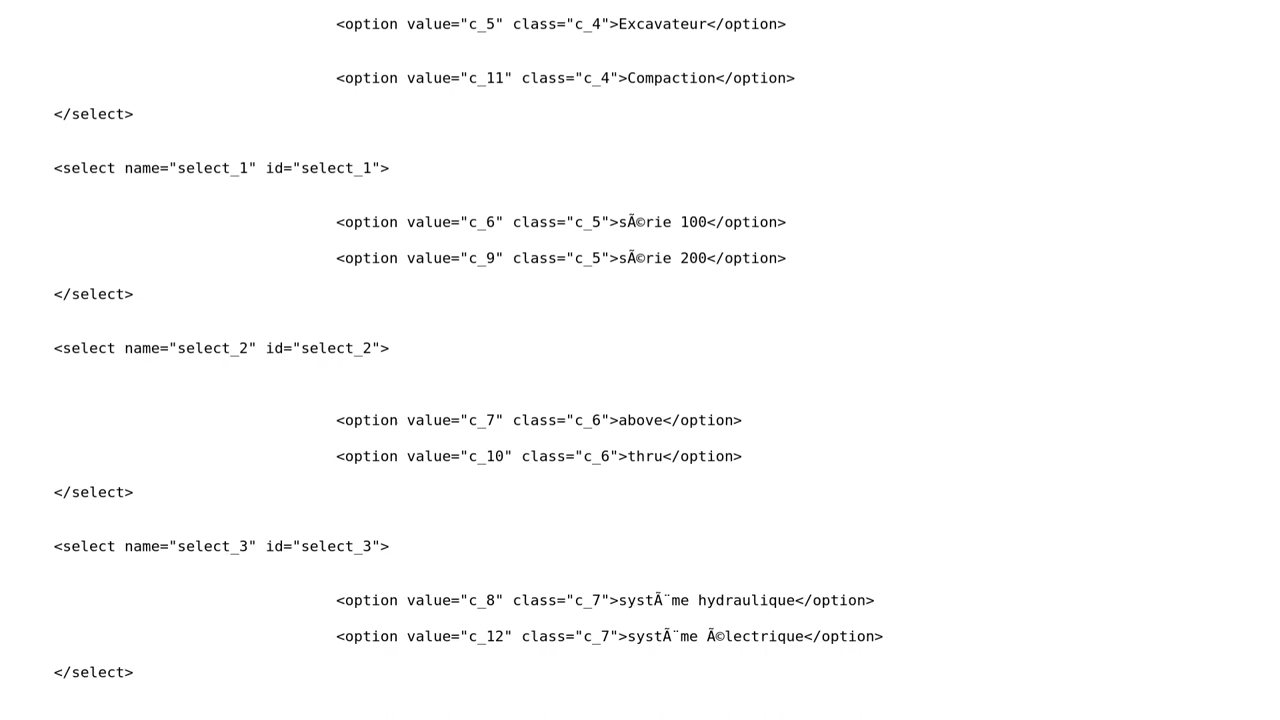 <option value="c_5" class="c_4">Excavateur</option>
<option value="c_11" class="c_4">Compaction</option>
</select>
<select name="select_1" id="select_1">
<option value="c_6" class="c_5">sÃ©rie 100</option>
<option value="c_9" class="c_5">sÃ©rie 200</option>
</select>
<select name="select_2" id="select_2">
<option value="c_7" class="c_6">above</option>
<option value="c_10" class="c_6">thru</option>
</select>
<select name="select_3" id="select_3">
<option value="c_8" class="c_7">systÃ¨me hydraulique</option>
<option value="c_12" class="c_7">systÃ¨me Ã©lectrique</option>
</select>